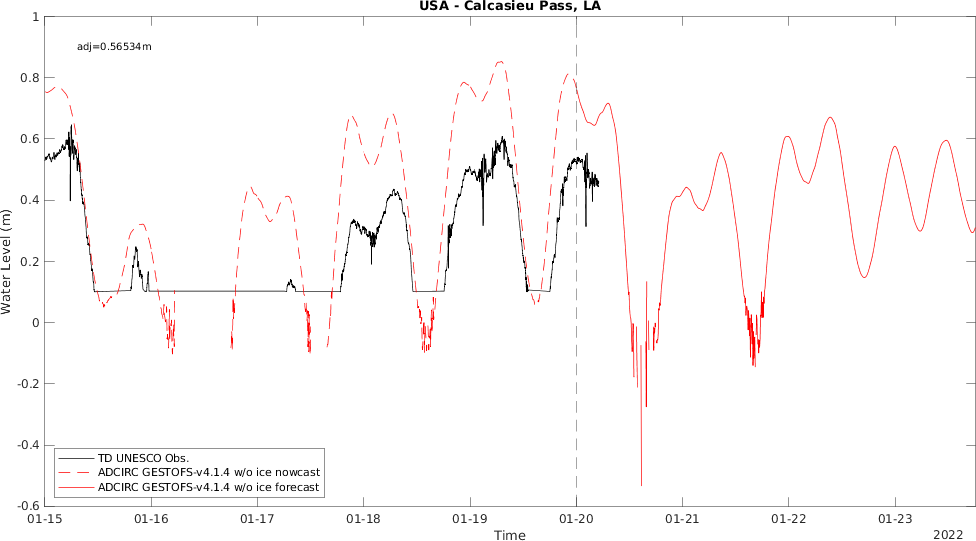 USA - Calcasieu Pass, LA
1
0.8
0.6
0.4
0.2
0
-0.2
-0.4
-0.6
Water Level (m)
adj=0.56534m
TD UNESCO Obs.
ADCIRC GESTOFS-v4.1.4 w/o ice nowcast
ADCIRC GESTOFS-v4.1.4 w/o ice forecast
01-15 01-16 01-17 01-18 01-19 01-20 01-21 01-22 01-23
Time
2022